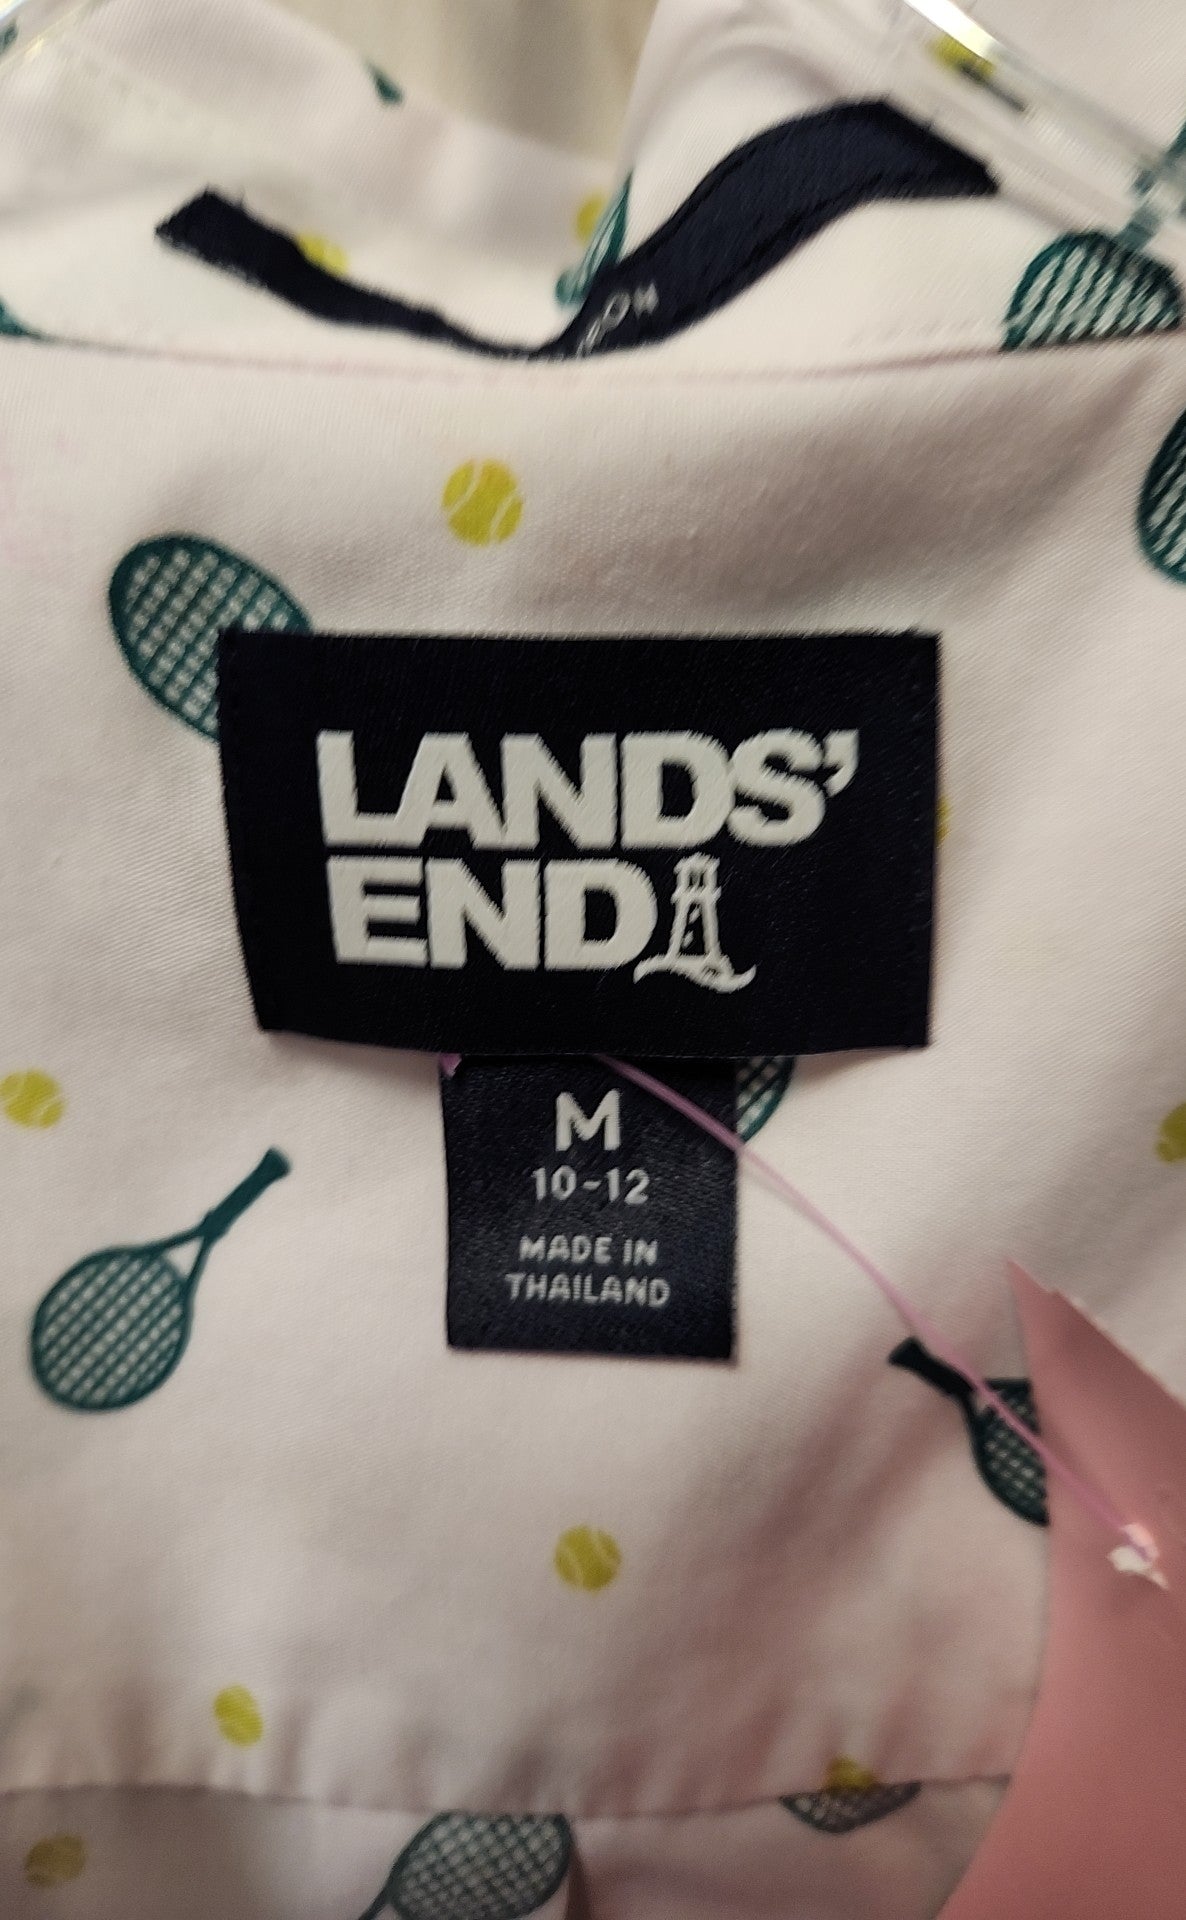 LANDS'
END
M
10-12
MADE IN
THAILAND